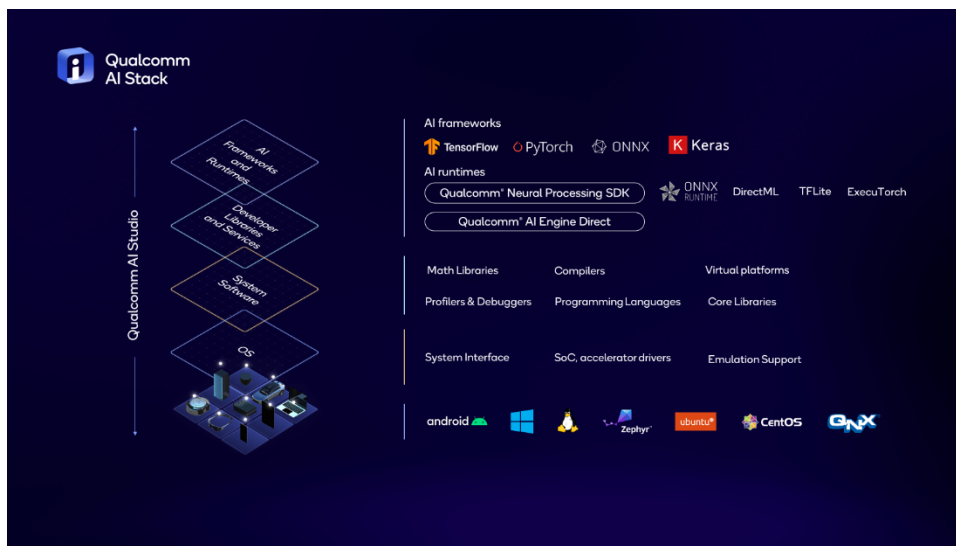 Qualcomm
AI Stack
Qualcomm AI Studio
AI
Frameworks
and
Runtimes
Developer
Libraries
and Services
System
Software
OS
AI frameworks
TensorFlow PyTorch ONNX K Keras
AI runtimes
Qualcomm® Neural Processing SDK ONNX RUNTIME DirectML TFLite ExecuTorch
Qualcomm® AI Engine Direct
Math Libraries Compilers Virtual platforms
Profilers & Debuggers Programming Languages Core Libraries
System Interface SoC, accelerator drivers Emulation Support
android Zephyr™ ubuntu® CentOS QNX